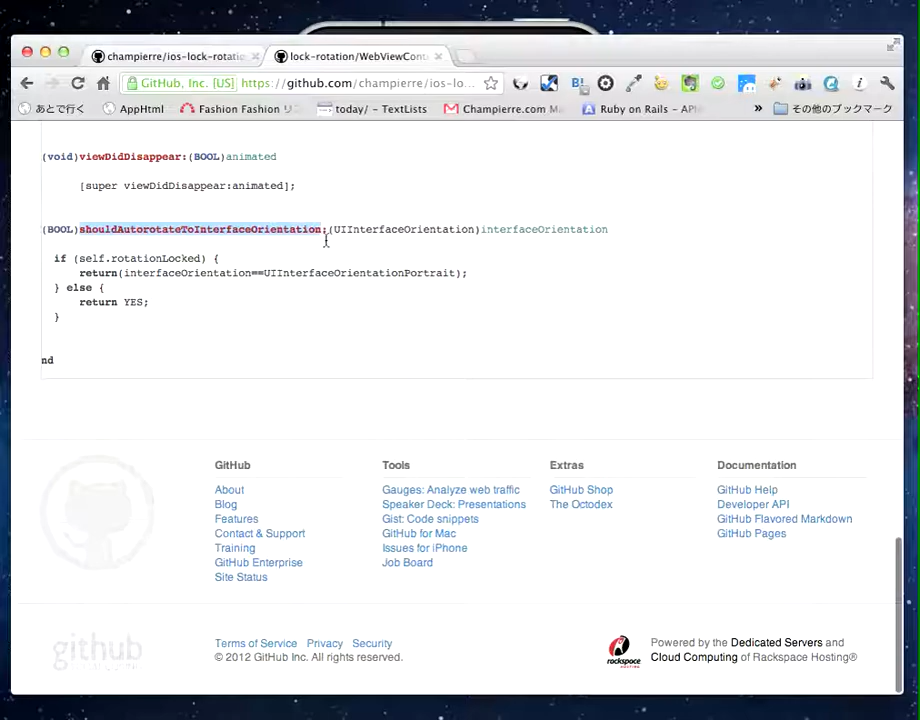 champierre/ios-lock-rotati
lock-rotation/WebViewCont
GitHub, Inc. [US] https://github.com/champierre/ios-lo...
あとで行く AppHtml Fashion Fashion リ today/ - TextLists Champierre.com M Ruby on Rails - API » その他のブックマーク
(void)viewDidDisappear:(BOOL)animated
[super viewDidDisappear:animated];
(BOOL)shouldAutorotateToInterfaceOrientation:(UIInterfaceOrientation)interfaceOrientation
if (self.rotationLocked) {
return(interfaceOrientation==UIInterfaceOrientationPortrait);
} else {
return YES;
}
nd
GitHub
About
Blog
Features
Contact & Support
Training
GitHub Enterprise
Site Status
Tools
Gauges: Analyze web traffic
Speaker Deck: Presentations
Gist: Code snippets
GitHub for Mac
Issues for iPhone
Job Board
Extras
GitHub Shop
The Octodex
Documentation
GitHub Help
Developer API
GitHub Flavored Markdown
GitHub Pages
github
Terms of Service Privacy Security
© 2012 GitHub Inc. All rights reserved.
rackspace
Powered by the Dedicated Servers and
Cloud Computing of Rackspace Hosting®